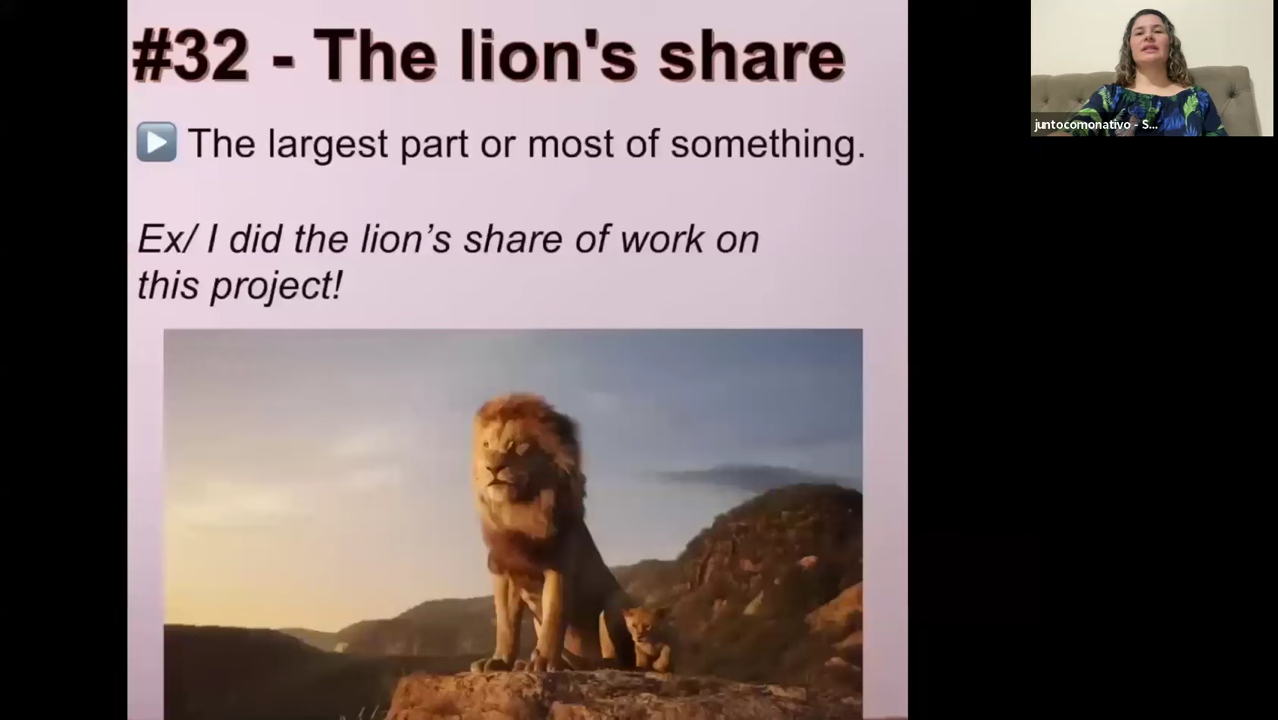 #32 - The lion's share
The largest part or most of something.
Ex/ I did the lion’s share of work on
this project!
juntocomonativo - S...